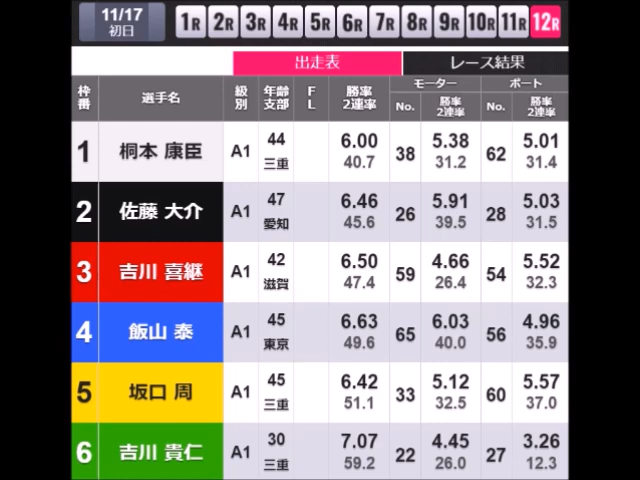 11/17
初日
1R 2R 3R 4R 5R 6R 7R 8R 9R 10R 11R 12R
出走表 レース結果
枠番 選手名 級別 年齢支部 F L 勝率2連率 モーター No. 勝率2連率 ボート No. 勝率2連率
1 桐本 康臣 A1 44 三重 6.00 40.7 38 5.38 31.2 62 5.01 31.4
2 佐藤 大介 A1 47 愛知 6.46 45.6 26 5.91 39.5 28 5.03 31.5
3 吉川 喜継 A1 42 滋賀 6.50 47.4 59 4.66 26.4 54 5.52 32.3
4 飯山 泰 A1 45 東京 6.63 49.6 65 6.03 40.0 56 4.96 35.9
5 坂口 周 A1 45 三重 6.42 51.1 33 5.12 32.5 60 5.57 37.0
6 吉川 貴仁 A1 30 三重 7.07 59.2 22 4.45 26.0 27 3.26 12.3